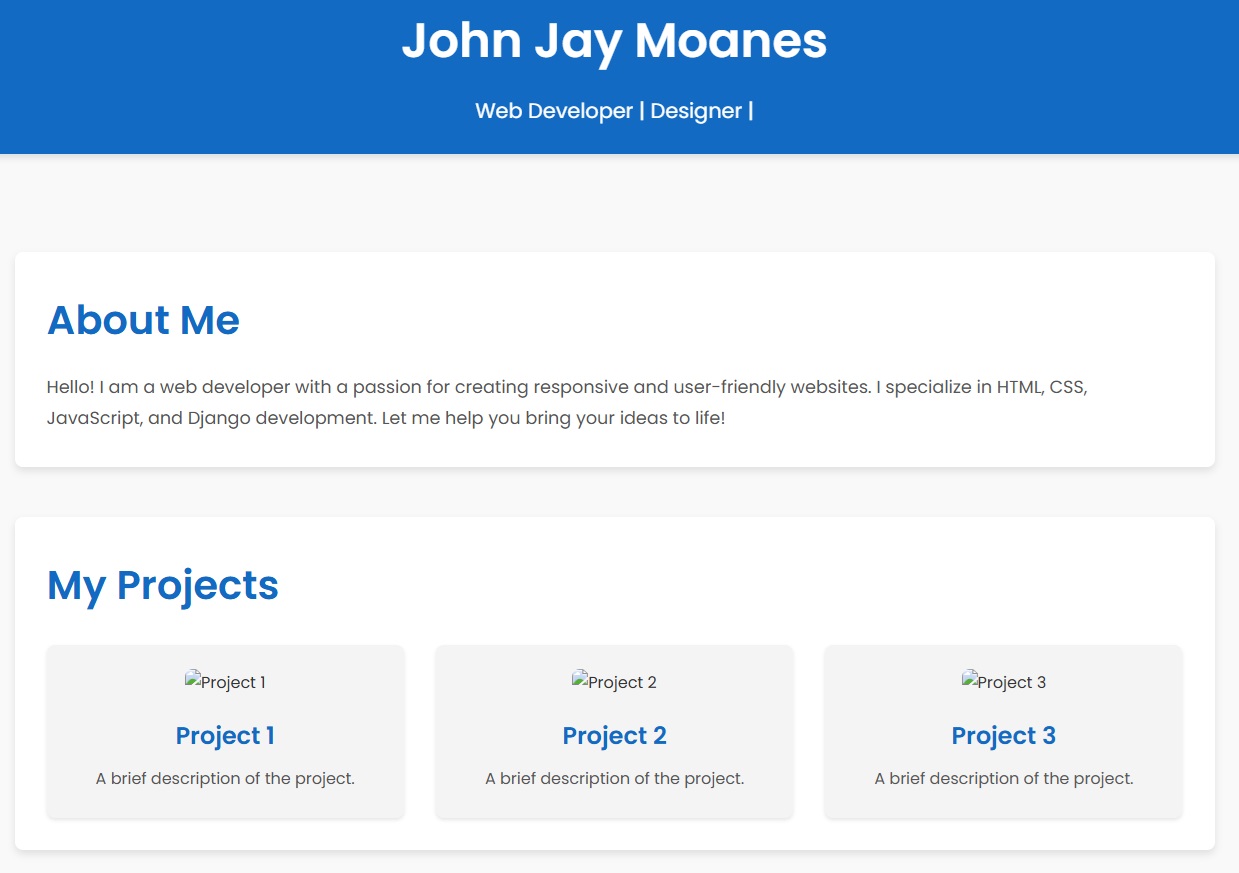 John Jay Moanes
Web Developer | Designer |
About Me
Hello! I am a web developer with a passion for creating responsive and user-friendly websites. I specialize in HTML, CSS,
JavaScript, and Django development. Let me help you bring your ideas to life!
My Projects
Project 1
Project 1
A brief description of the project.
Project 2
Project 2
A brief description of the project.
Project 3
Project 3
A brief description of the project.